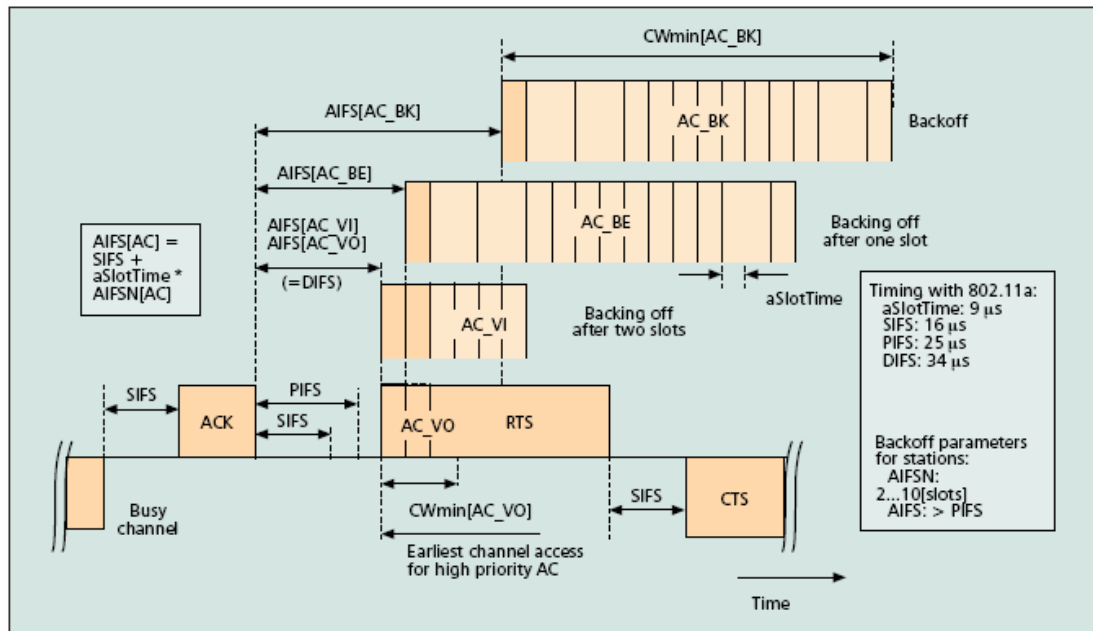 CWmin[AC_BK]
AIFS[AC_BK]
AC_BK
Backoff
AIFS[AC_BE]
AC_BE
Backing off
after one slot
AIFS[AC] =
SIFS +
aSlotTime *
AIFSN[AC]
AIFS[AC_VI]
AIFS[AC_VO]
(=DIFS)
aSlotTime
AC_VI
Backing off
after two slots
Timing with 802.11a:
aSlotTime: 9 μs
SIFS: 16 μs
PIFS: 25 μs
DIFS: 34 μs
Backoff parameters
for stations:
AIFSN:
2...10[slots]
AIFS: > PIFS
SIFS
ACK
PIFS
SIFS
AC_VO
RTS
Busy
channel
CWmin[AC_VO]
SIFS
CTS
Earliest channel access
for high priority AC
Time